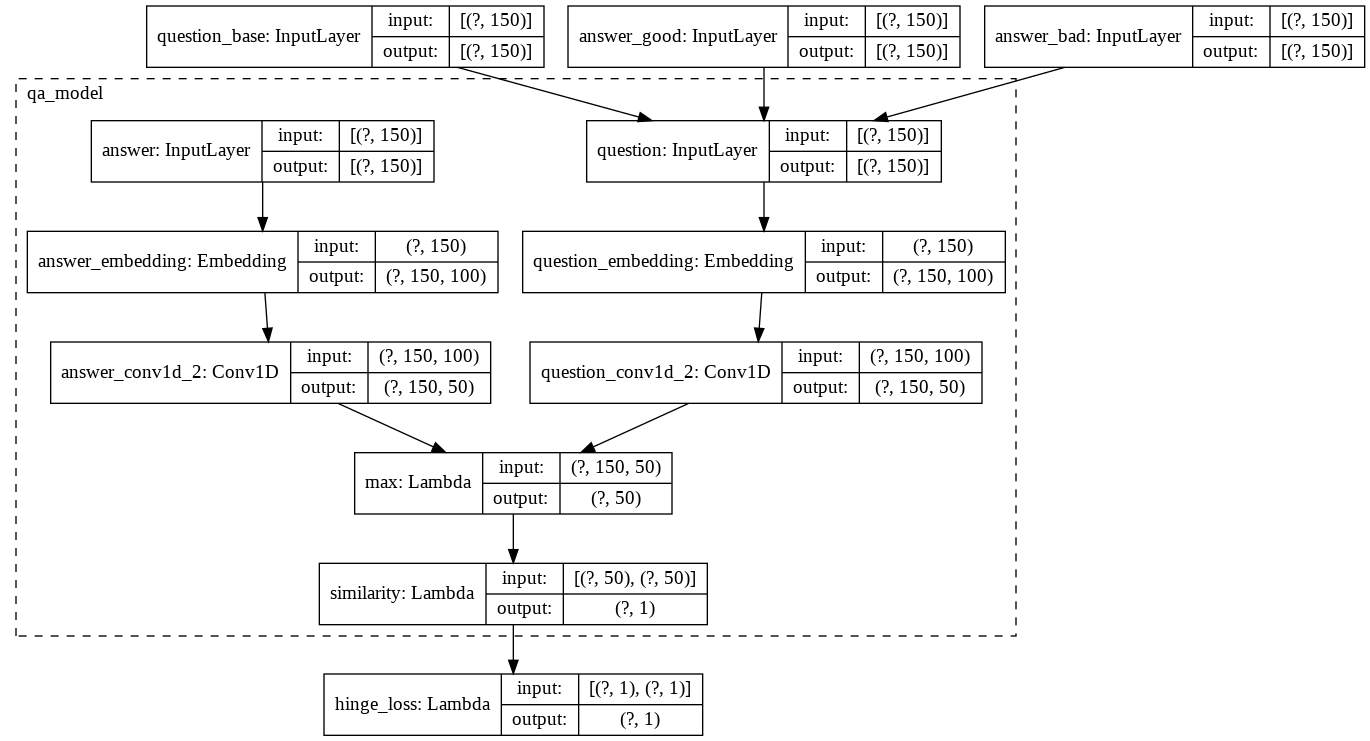 question_base: InputLayer
input:
[(?, 150)]
output:
[(?, 150)]
answer_good: InputLayer
input:
[(?, 150)]
output:
[(?, 150)]
answer_bad: InputLayer
input:
[(?, 150)]
output:
[(?, 150)]
qa_model
answer: InputLayer
input:
[(?, 150)]
output:
[(?, 150)]
question: InputLayer
input:
[(?, 150)]
output:
[(?, 150)]
answer_embedding: Embedding
input:
(?, 150)
output:
(?, 150, 100)
question_embedding: Embedding
input:
(?, 150)
output:
(?, 150, 100)
answer_conv1d_2: Conv1D
input:
(?, 150, 100)
output:
(?, 150, 50)
question_conv1d_2: Conv1D
input:
(?, 150, 100)
output:
(?, 150, 50)
max: Lambda
input:
(?, 150, 50)
output:
(?, 50)
similarity: Lambda
input:
[(?, 50), (?, 50)]
output:
(?, 1)
hinge_loss: Lambda
input:
[(?, 1), (?, 1)]
output:
(?, 1)